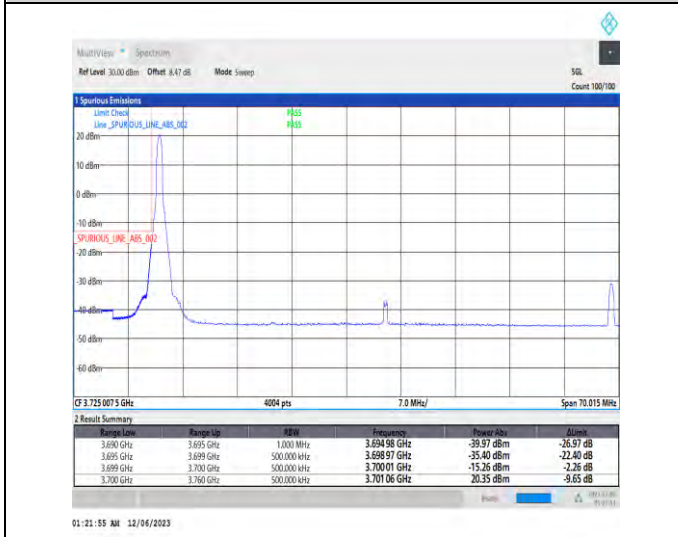 MultiView Spectrum
Ref Level 30.00 dBm Offset 8.47 dB Mode Sweep SGL
Count 100/100
1 Spurious Emissions
Limit Check PASS
Line _SPURIOUS_LINE_ABS_002 PASS
20 dBm
10 dBm
0 dBm
-10 dBm
_SPURIOUS_LINE_ABS_002
-20 dBm
-30 dBm
-40 dBm
-50 dBm
-60 dBm
CF 3.725 007 5 GHz 4004 pts 7.0 MHz/ Span 70.015 MHz
2 Result Summary
Range Low Range Up RBW Frequency Power Abs ΔLimit
3.690 GHz 3.695 GHz 1.000 MHz 3.694 98 GHz -39.97 dBm -26.97 dB
3.695 GHz 3.699 GHz 500.000 kHz 3.698 97 GHz -35.40 dBm -22.40 dB
3.699 GHz 3.700 GHz 500.000 kHz 3.700 01 GHz -15.26 dBm -2.26 dB
3.700 GHz 3.760 GHz 500.000 kHz 3.701 06 GHz 20.35 dBm -9.65 dB
01:21:55 AM 12/06/2023